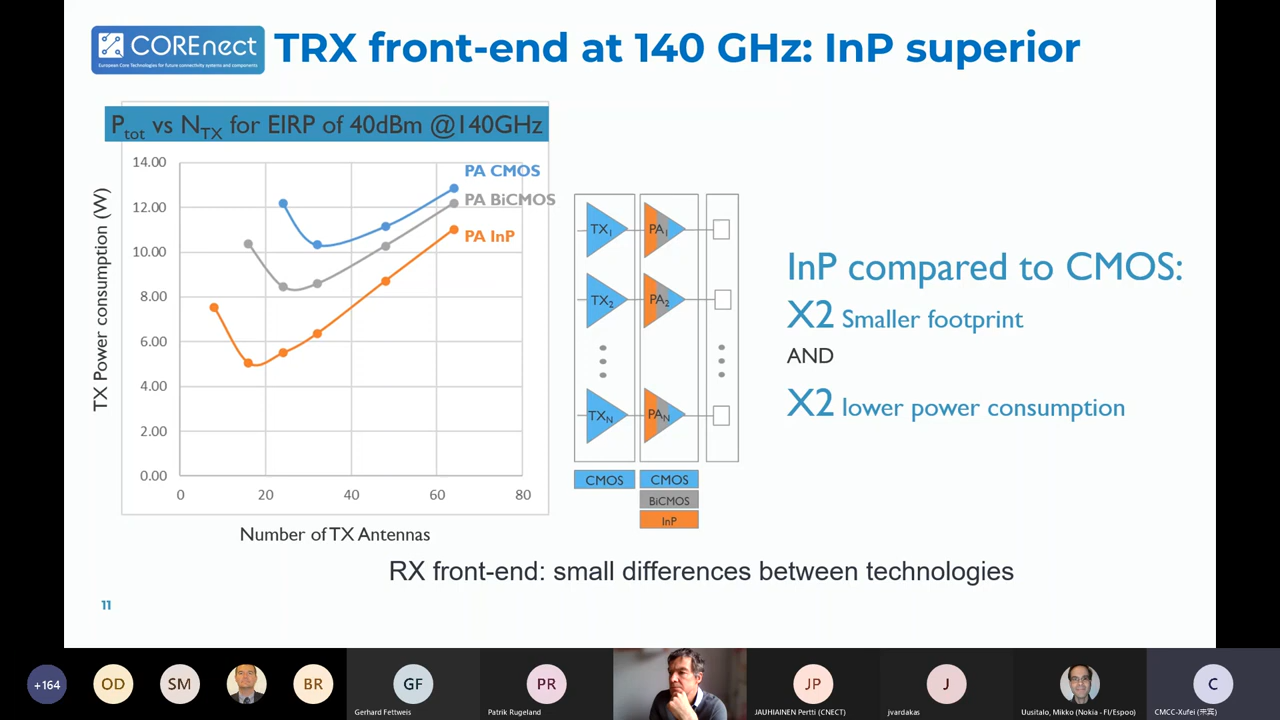 COREnect
European Core Technologies for future connectivity systems and components
TRX front-end at 140 GHz: InP superior
Ptot vs NTX for EIRP of 40dBm @140GHz
14.00
12.00
10.00
8.00
6.00
4.00
2.00
0.00
0
20
40
60
80
TX Power consumption (W)
Number of TX Antennas
PA CMOS
PA BiCMOS
PA InP
TX1
PA1
TX2
PA2
TXN
PAN
CMOS
CMOS
BiCMOS
InP
InP compared to CMOS:
X2 Smaller footprint
AND
X2 lower power consumption
RX front-end: small differences between technologies
11
+164
OD
SM
BR
GF
Gerhard Fettweis
PR
Patrik Rugeland
JP
JAUHIAINEN Pertti (CNECT)
J
jvardakas
Uusitalo, Mikko (Nokia - FI/Espoo)
C
CMCC-Xufei